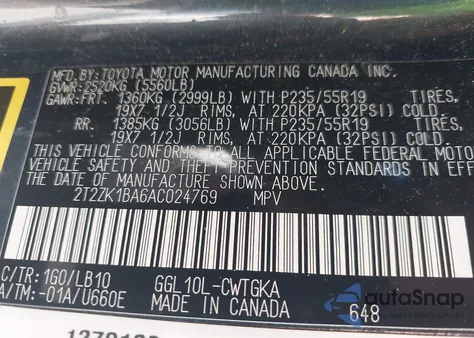 MFD.BY:TOYOTA MOTOR MANUFACTURING CANADA INC.
GVWR:2520KG (5560LB)
GAWR:FRT. 1360KG (2999LB) WITH P235/55R19 TIRES,
19X7 1/2J RIMS, AT 220KPA (32PSI) COLD
RR. 1385KG (3056LB) WITH P235/55R19 TIRES,
19X7 1/2J RIMS, AT 220KPA (32PSI) COLD.
THIS VEHICLE CONFORMS TO ALL APPLICABLE FEDERAL MOTOR
VEHICLE SAFETY AND THEFT PREVENTION STANDARDS IN EFF
DATE OF MANUFACTURE SHOWN ABOVE.
2T2ZK1BA6AC024769 MPV
C/TR:1G0/LB10 GGL10L-CWTGKA
A/TM:-01A/U660E MADE IN CANADA 648
autoSnap